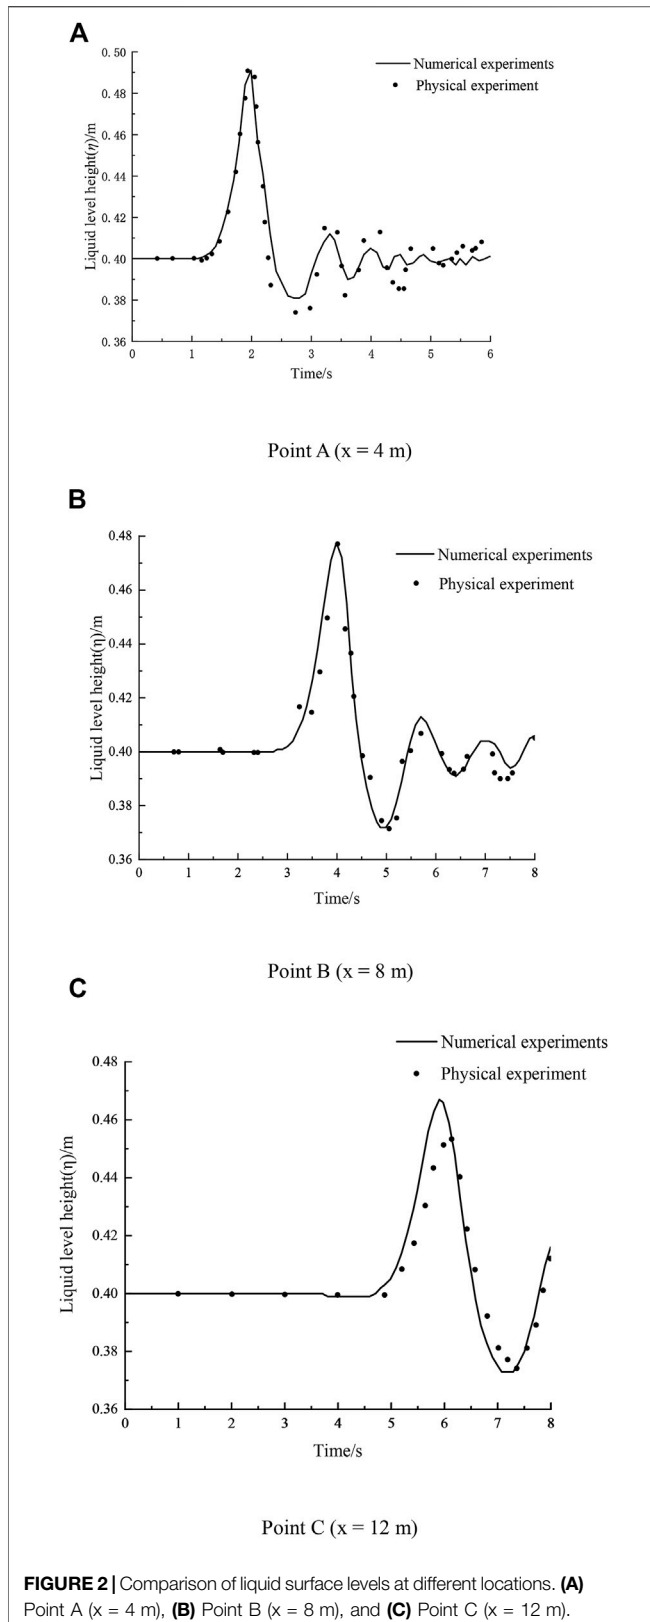 A
Liquid level height(η)/m
0.50
0.48
0.46
0.44
0.42
0.40
0.38
0.36
0 1 2 3 4 5 6
Time/s
Numerical experiments
Physical experiment
Point A (x = 4 m)
B
Liquid level height(η)/m
0.48
0.46
0.44
0.42
0.40
0.38
0.36
0 1 2 3 4 5 6 7 8
Time/s
Numerical experiments
Physical experiment
Point B (x = 8 m)
C
Liquid level height(η)/m
0.48
0.46
0.44
0.42
0.40
0.38
0.36
0 1 2 3 4 5 6 7 8
Time/s
Numerical experiments
Physical experiment
Point C (x = 12 m)
FIGURE 2 | Comparison of liquid surface levels at different locations. (A)
Point A (x = 4 m), (B) Point B (x = 8 m), and (C) Point C (x = 12 m).